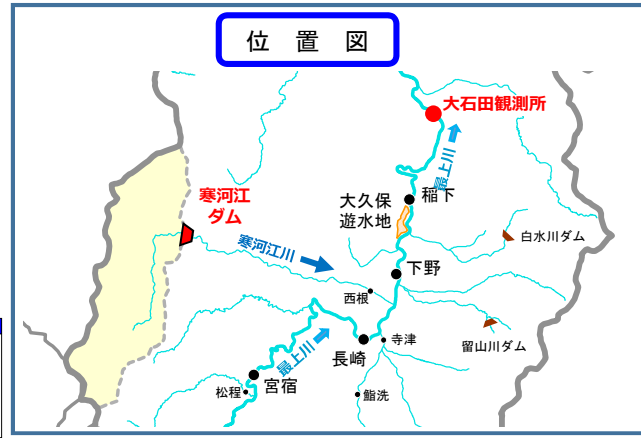 位 置 図
大石田観測所
最上川
寒河江
ダム
大久保
遊水地
稲下
白水川ダム
寒河江川
下野
西根
留山川ダム
最上川
長崎
寺津
宮宿
松程
鮨洗